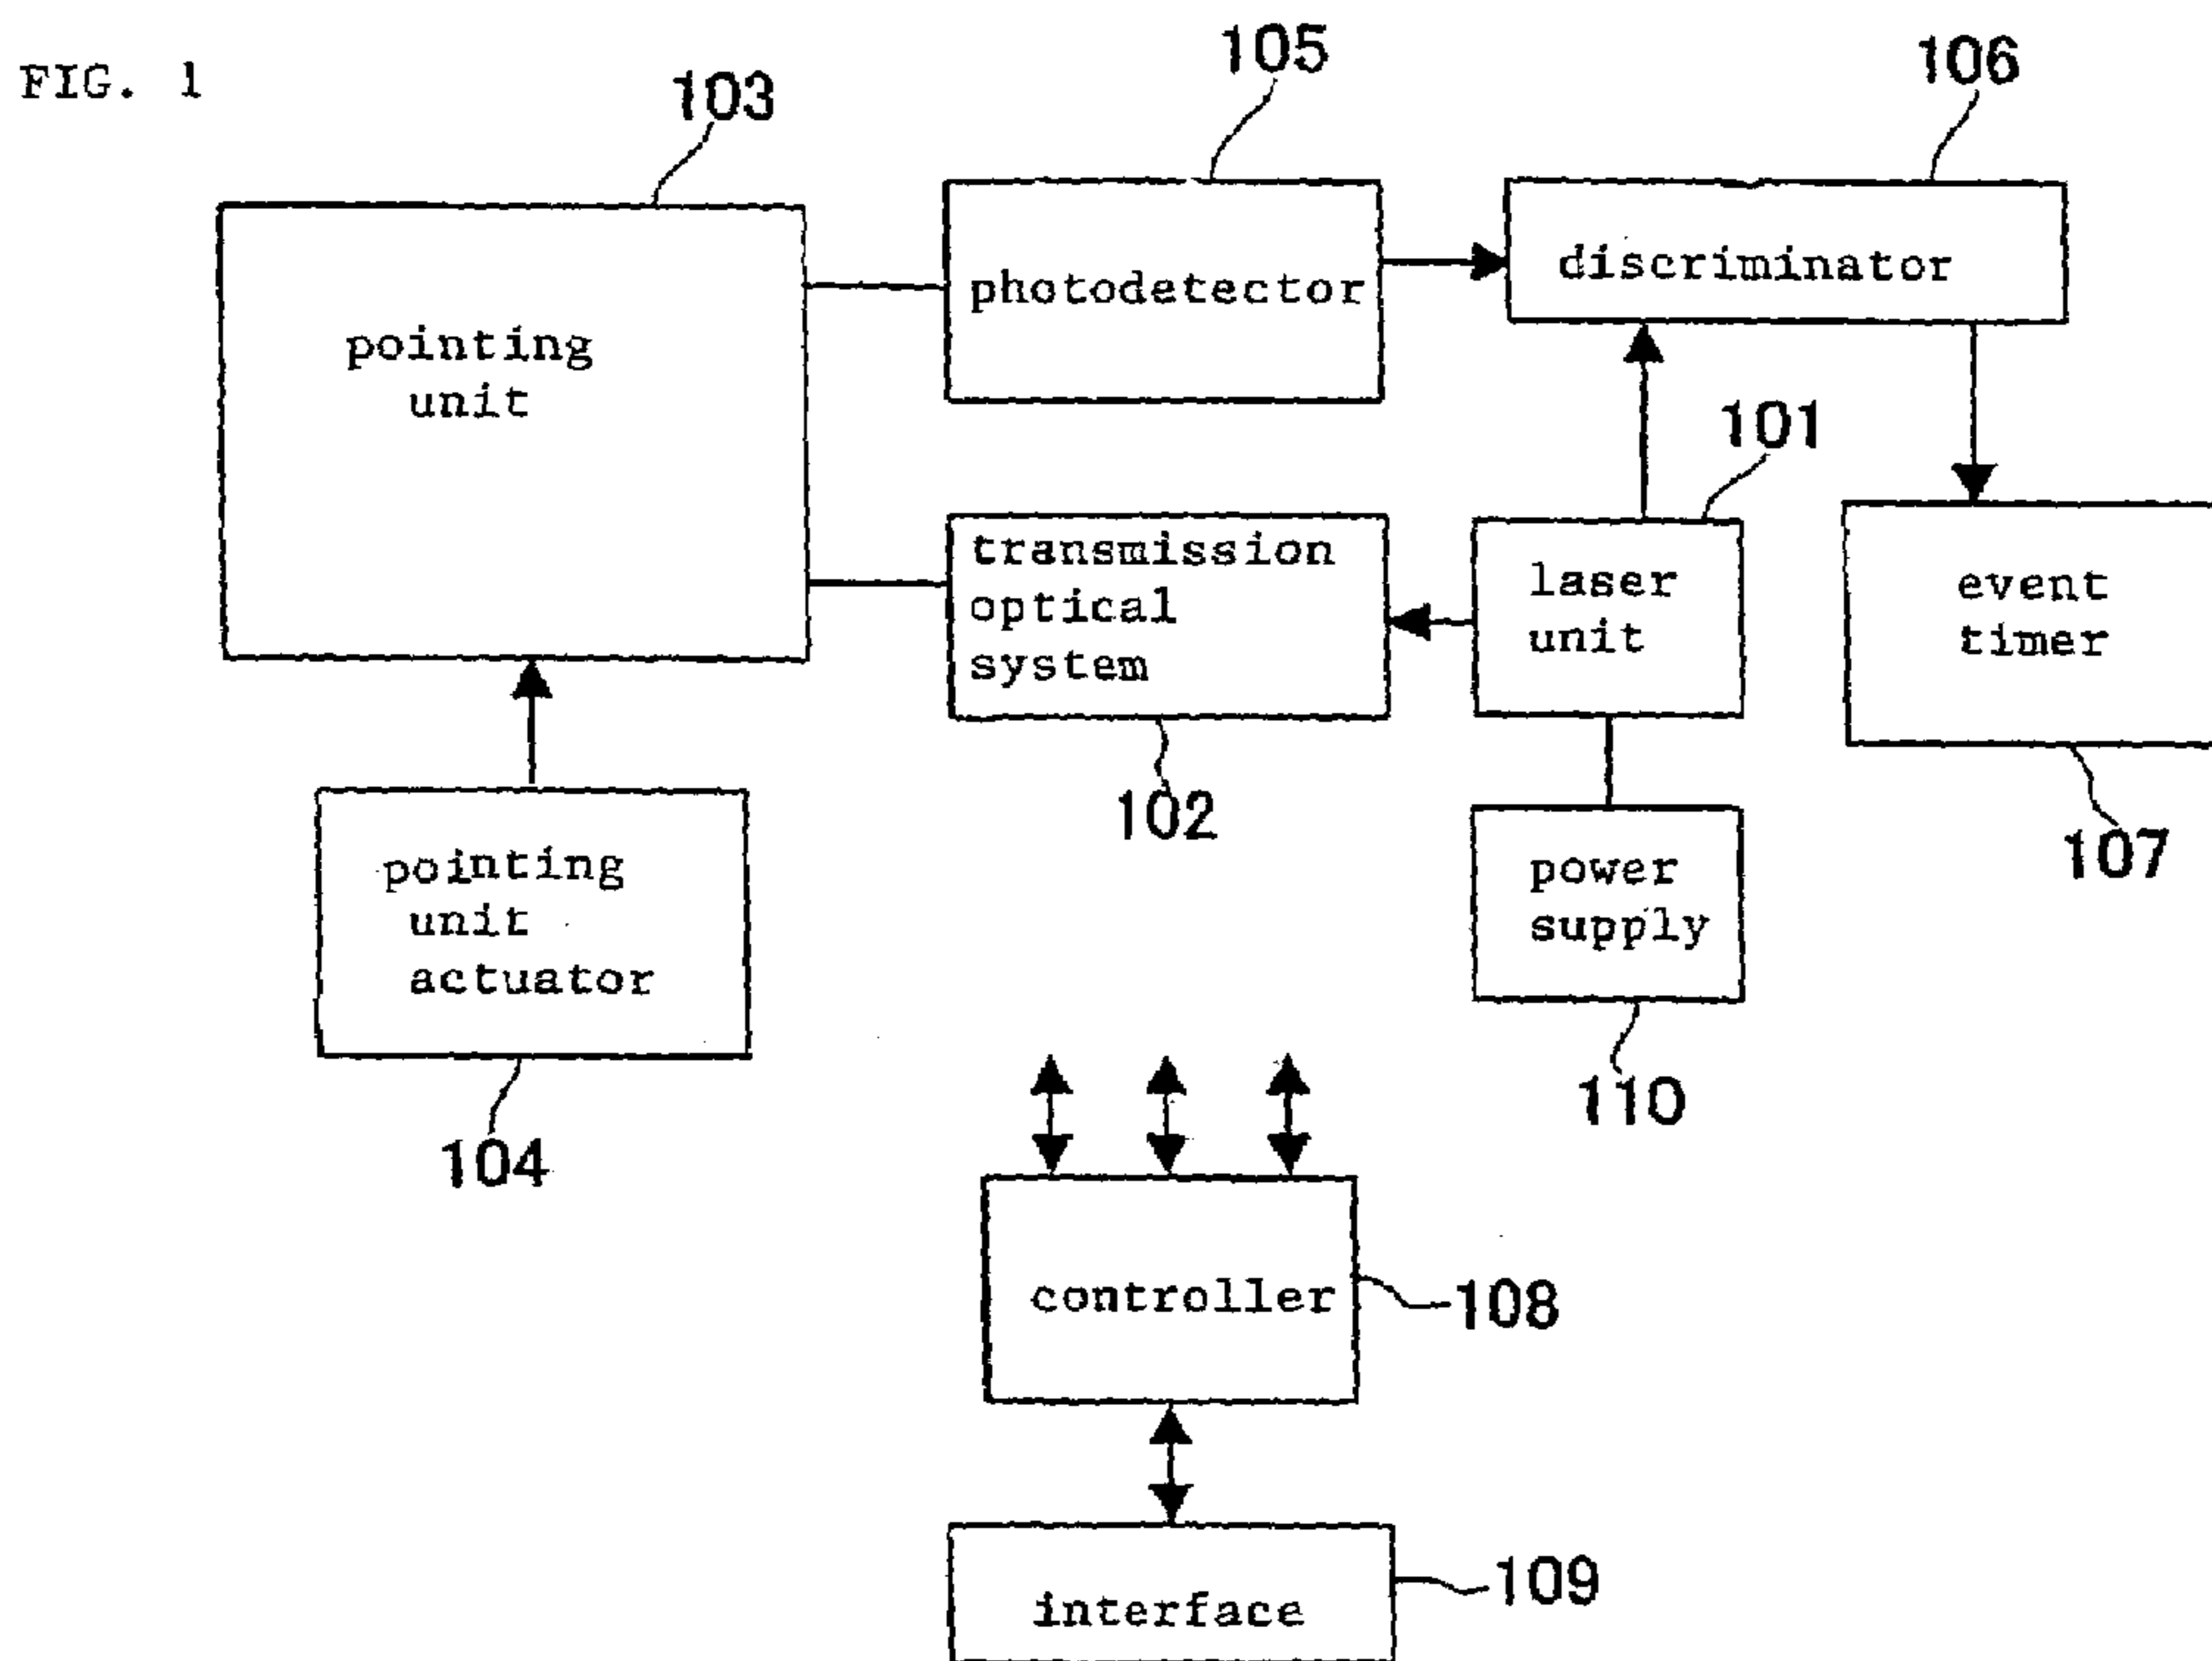 FIG. 1
103
105
106
pointing
unit
photodetector
discriminator
101
transmission
optical
system
laser
unit
event
timer
102
107
pointing
unit
actuator
power
supply
104
110
controller
108
interface
109